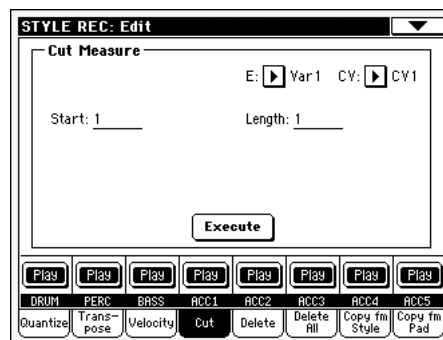 STYLE REC: Edit
Cut Measure
E: Var1 CV: CV1
Start: 1 Length: 1
Execute
Play Play Play Play Play Play Play Play
DRUM PERC BASS ACC1 ACC2 ACC3 ACC4 ACC5
Quantize Trans-pose Velocity Cut Delete Delete All Copy fm Style Copy fm Pad